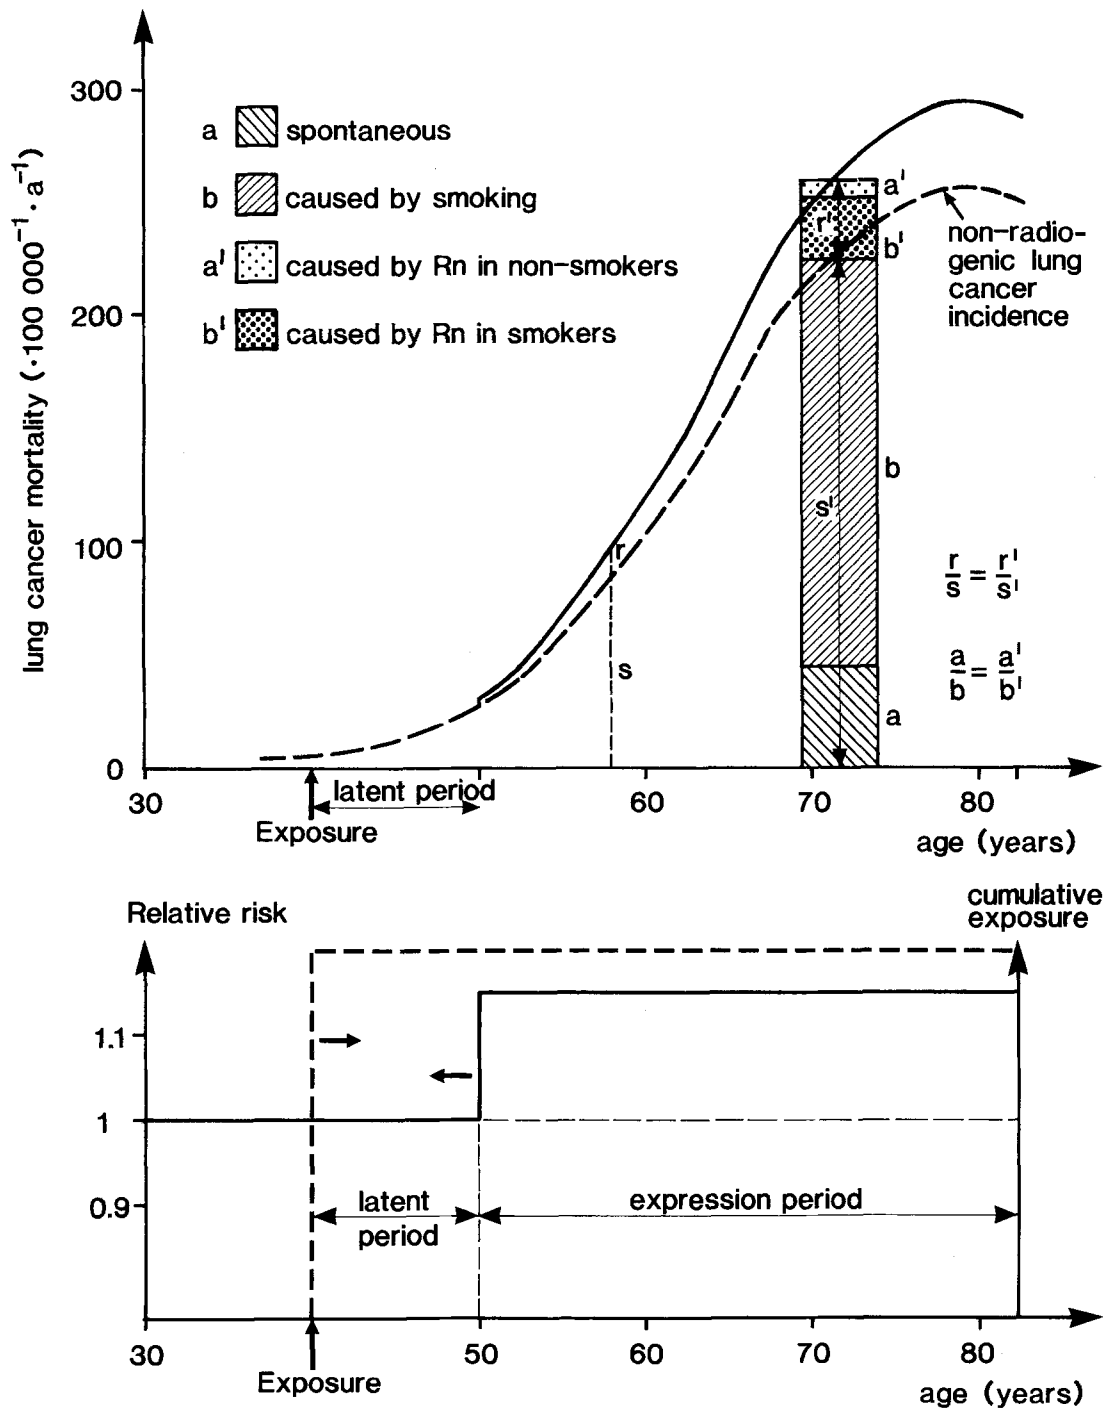 lung cancer mortality (·100 000⁻¹·a⁻¹)
300
200
100
0
a spontaneous
b caused by smoking
a' caused by Rn in non-smokers
b' caused by Rn in smokers
a'
r'
b'
non-radio-
genic lung
cancer
incidence
b
s'
r
s
a
r/s = r'/s'
a/b = a'/b'
latent period
30
60
70
80
Exposure
age (years)
Relative risk
cumulative
exposure
1.1
1
0.9
latent
period
expression period
30
50
60
70
80
Exposure
age (years)